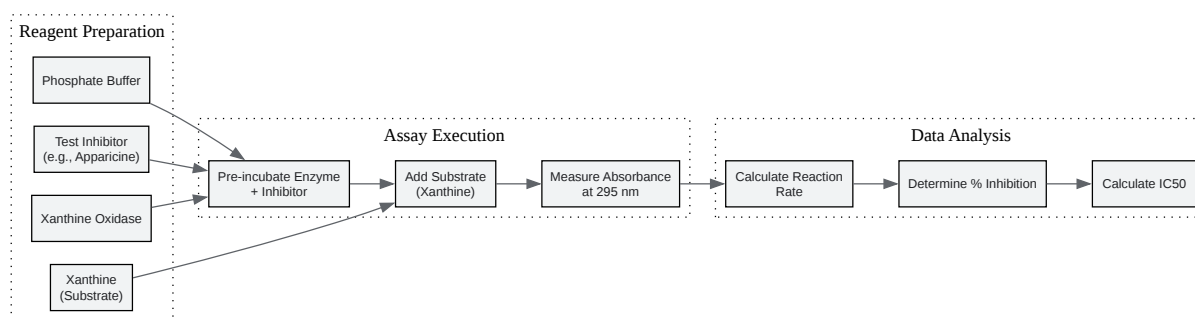 Reagent Preparation
Phosphate Buffer
Test Inhibitor
(e.g., Apparicine)
Xanthine Oxidase
Xanthine
(Substrate)
Assay Execution
Pre-incubate Enzyme
+ Inhibitor
Add Substrate
(Xanthine)
Measure Absorbance
at 295 nm
Data Analysis
Calculate Reaction
Rate
Determine % Inhibition
Calculate IC50